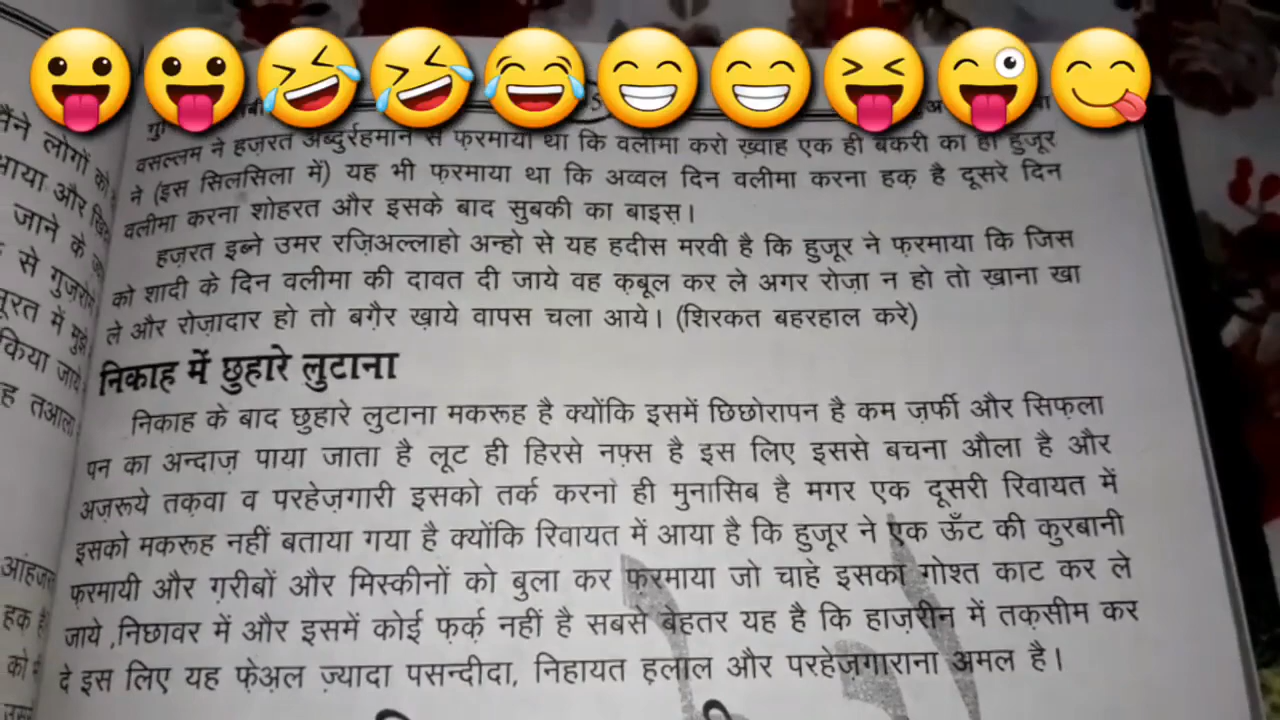 वसल्लम ने हज़रत अब्दुर्रहमान से फ़रमाया था कि वलीमा करो ख़्वाह एक ही बकरी का हो हुजूर
ने (इस सिलसिला में) यह भी फ़रमाया था कि अव्वल दिन वलीमा करना हक़ है दूसरे दिन
वलीमा करना शोहरत और इसके बाद सुबकी का बाइस़।
हज़रत इब्ने उमर रज़िअल्लाहो अन्हो से यह हदीस मरवी है कि हुजूर ने फ़रमाया कि जिस
को शादी के दिन वलीमा की दावत दी जाये वह क़बूल कर ले अगर रोज़ा न हो तो ख़ाना खा
ले और रोज़ादार हो तो बग़ैर ख़ाये वापस चला आये। (शिरकत बहरहाल करे)
निकाह में छुहारे लुटाना
निकाह के बाद छुहारे लुटाना मकरूह है क्योंकि इसमें छिछोरापन है कम ज़र्फी और सिफ़ला
पन का अन्दाज़ पाया जाता है लूट ही हिरसे नफ़्स है इस लिए इससे बचना औला है और
अज़रूये तक़वा व परहेज़गारी इसको तर्क करना ही मुनासिब है मगर एक दूसरी रिवायत में
इसको मकरूह नहीं बताया गया है क्योंकि रिवायत में आया है कि हुजूर ने एक ऊँट की कुरबानी
फ़रमायी और ग़रीबों और मिस्कीनों को बुला कर फ़रमाया जो चाहे इसका गोश्त काट कर ले
जाये ,निछावर में और इसमें कोई फ़र्क़ नहीं है सबसे बेहतर यह है कि हाज़रीन में तक़सीम कर
दे इस लिए यह फ़ेअ़ल ज़्यादा पसन्दीदा, निहायत ह़लाल और परहेज़गाराना अमल है।
मैंने लोगों को
आया और
जाने के
से गुज़रो
सूरत में मुझे
किया जाये
ह तआला
हक़ है
को